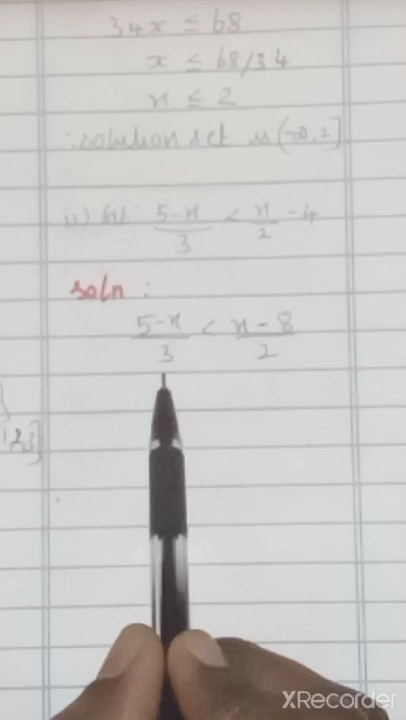 34x ≤ 68
x ≤ 68/34
x ≤ 2
∴ solution set is (-∞, 2]
ii) 5-x/3 < x/2 - 4
soln :
5-x/3 < x-8/2
XRecorder